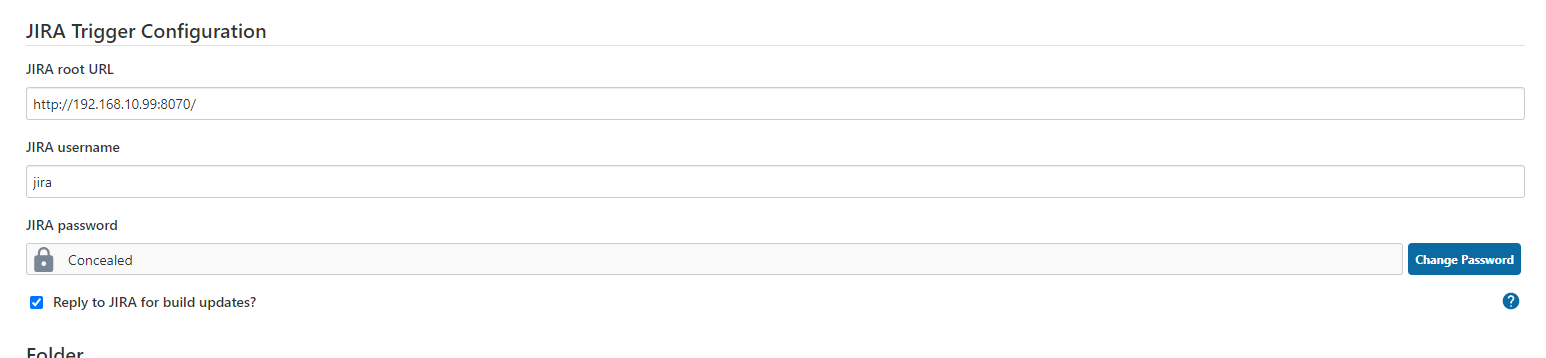 JIRA Trigger Configuration
JIRA root URL
http://192.168.10.99:8070/
JIRA username
jira
JIRA password
Concealed
Change Password
Reply to JIRA for build updates?
?
Folder